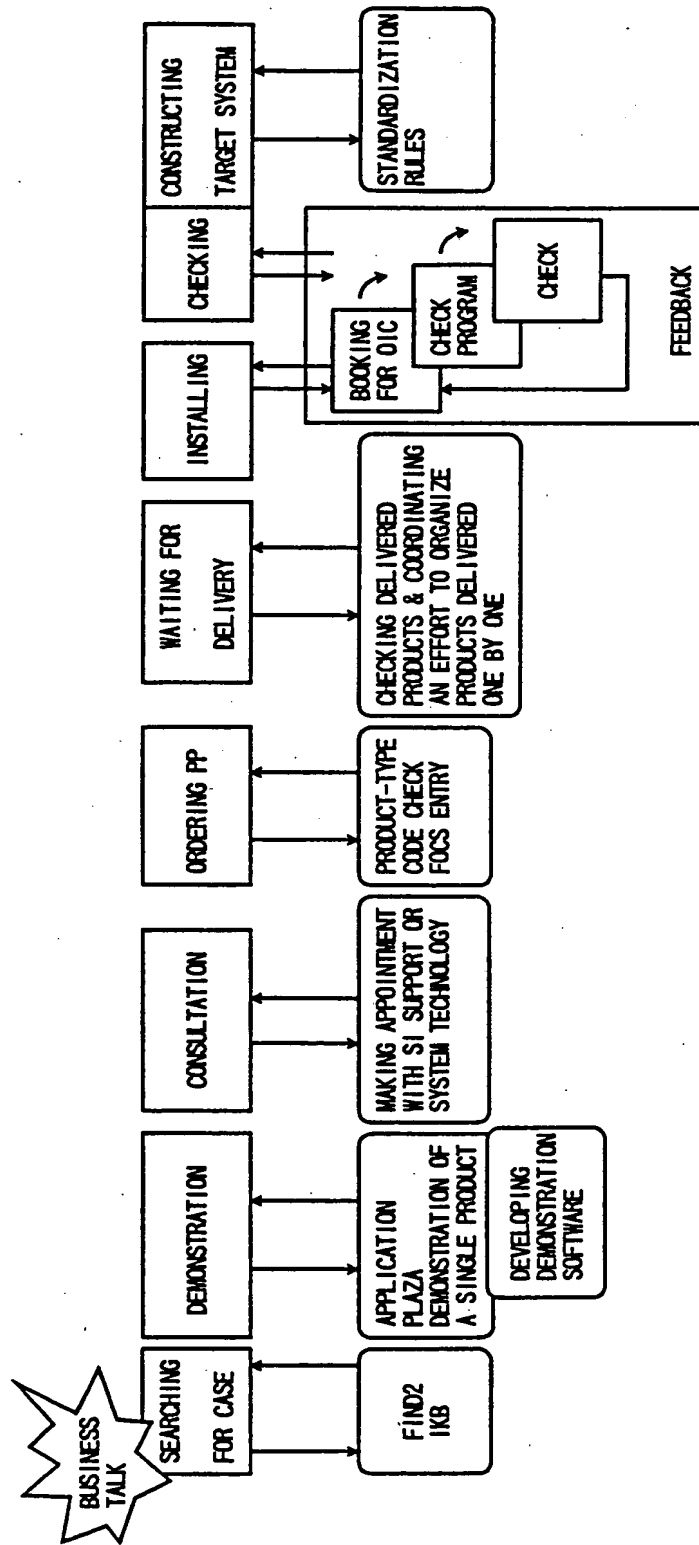 BUSINESS
TALK
SEARCHING
FOR CASE
DEMONSTRATION
CONSULTATION
ORDERING PP
WAITING FOR
DELIVERY
INSTALLING
CHECKING
CONSTRUCTING
TARGET SYSTEM
FIND2
IKB
APPLICATION
PLAZA
DEMONSTRATION OF
A SINGLE PRODUCT
DEVELOPING
DEMONSTRATION
SOFTWARE
MAKING APPOINTMENT
WITH SI SUPPORT OR
SYSTEM TECHNOLOGY
PRODUCT-TYPE
CODE CHECK
FOCS ENTRY
CHECKING DELIVERED
PRODUCTS & COORDINATING
AN EFFORT TO ORGANIZE
PRODUCTS DELIVERED
ONE BY ONE
BOOKING
FOR OIC
CHECK
PROGRAM
CHECK
FEEDBACK
STANDARDIZATION
RULES